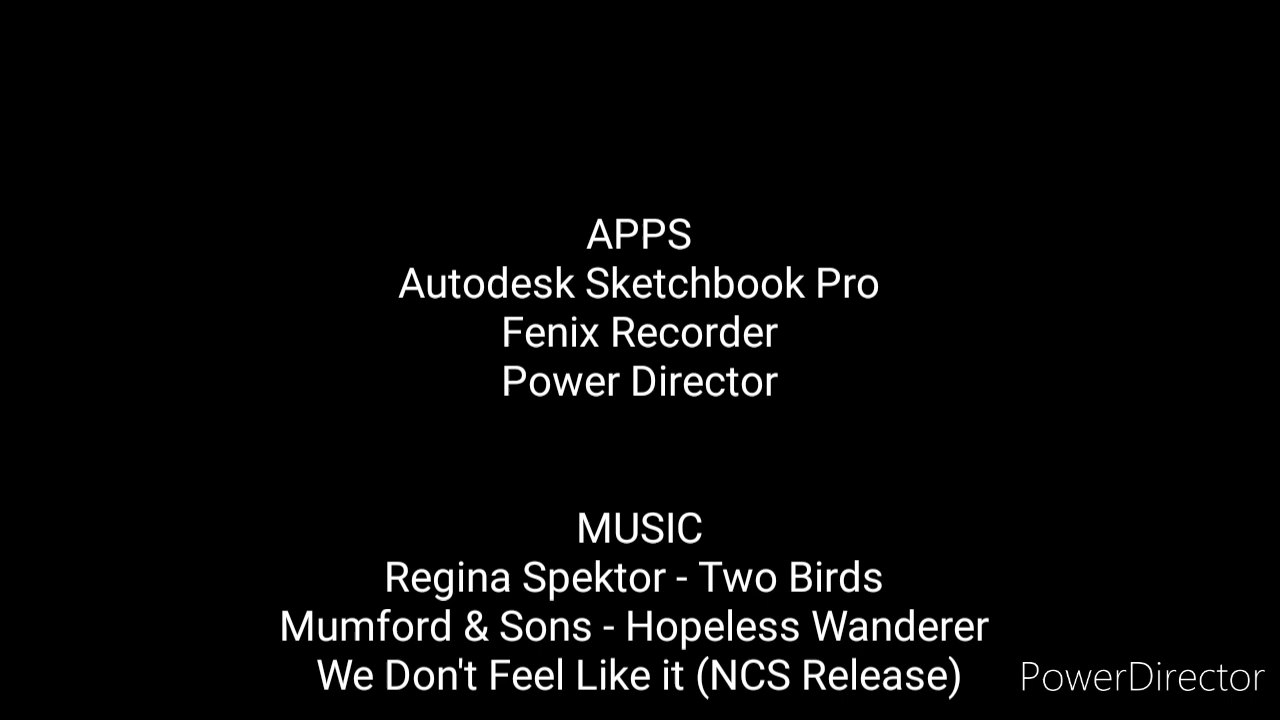 APPS
Autodesk Sketchbook Pro
Fenix Recorder
Power Director
MUSIC
Regina Spektor - Two Birds
Mumford & Sons - Hopeless Wanderer
We Don't Feel Like it (NCS Release)
PowerDirector